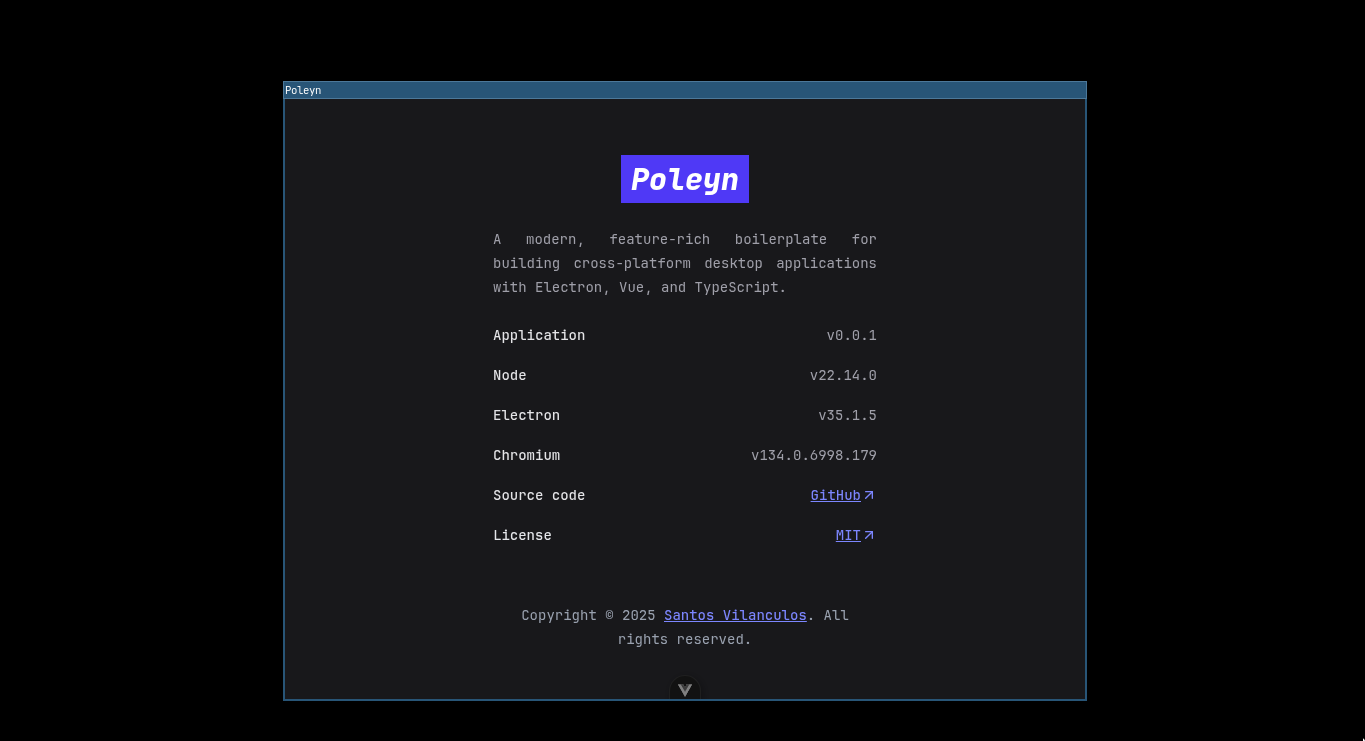 Poleyn
Poleyn
A modern, feature-rich boilerplate for
building cross-platform desktop applications
with Electron, Vue, and TypeScript.
Application v0.0.1
Node v22.14.0
Electron v35.1.5
Chromium v134.0.6998.179
Source code GitHub
License MIT
Copyright © 2025 Santos Vilanculos. All
rights reserved.